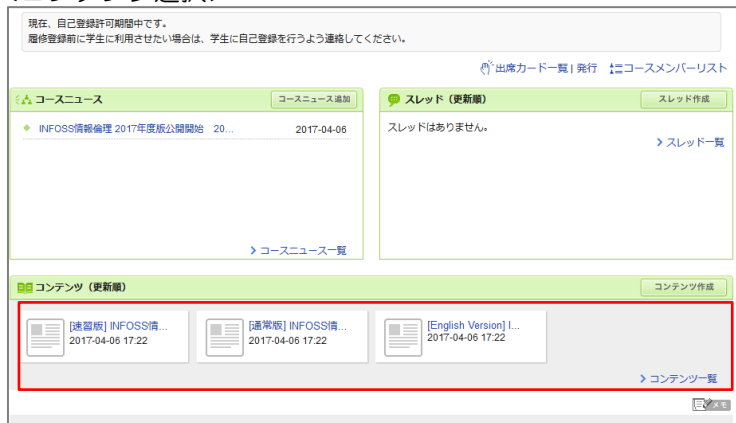 現在、自己登録許可期間中です。
履修登録前に学生に利用させたい場合は、学生に自己登録を行うよう連絡してください。
出席カード一覧 | 発行 コースメンバーリスト
コースニュース
コースニュース追加
INFOSS情報倫理 2017年度版公開開始 20...
2017-04-06
コースニュース一覧
スレッド（更新順）
スレッド作成
スレッドはありません。
スレッド一覧
コンテンツ（更新順）
コンテンツ作成
[速習版] INFOSS情...
2017-04-06 17:22
[通常版] INFOSS情...
2017-04-06 17:22
[English Version] I...
2017-04-06 17:22
コンテンツ一覧
メモ